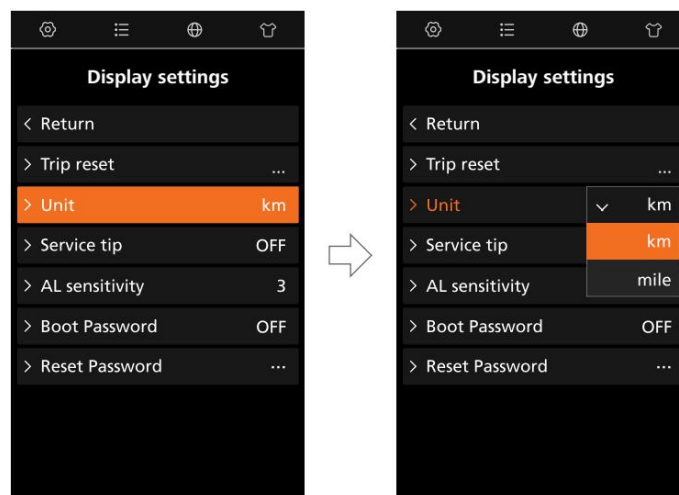 Display settings
< Return
> Trip reset ...
> Unit km
> Service tip OFF
> AL sensitivity 3
> Boot Password OFF
> Reset Password ...
Display settings
< Return
> Trip reset ...
> Unit km
km
> Service tip
mile
> AL sensitivity
> Boot Password OFF
> Reset Password ...